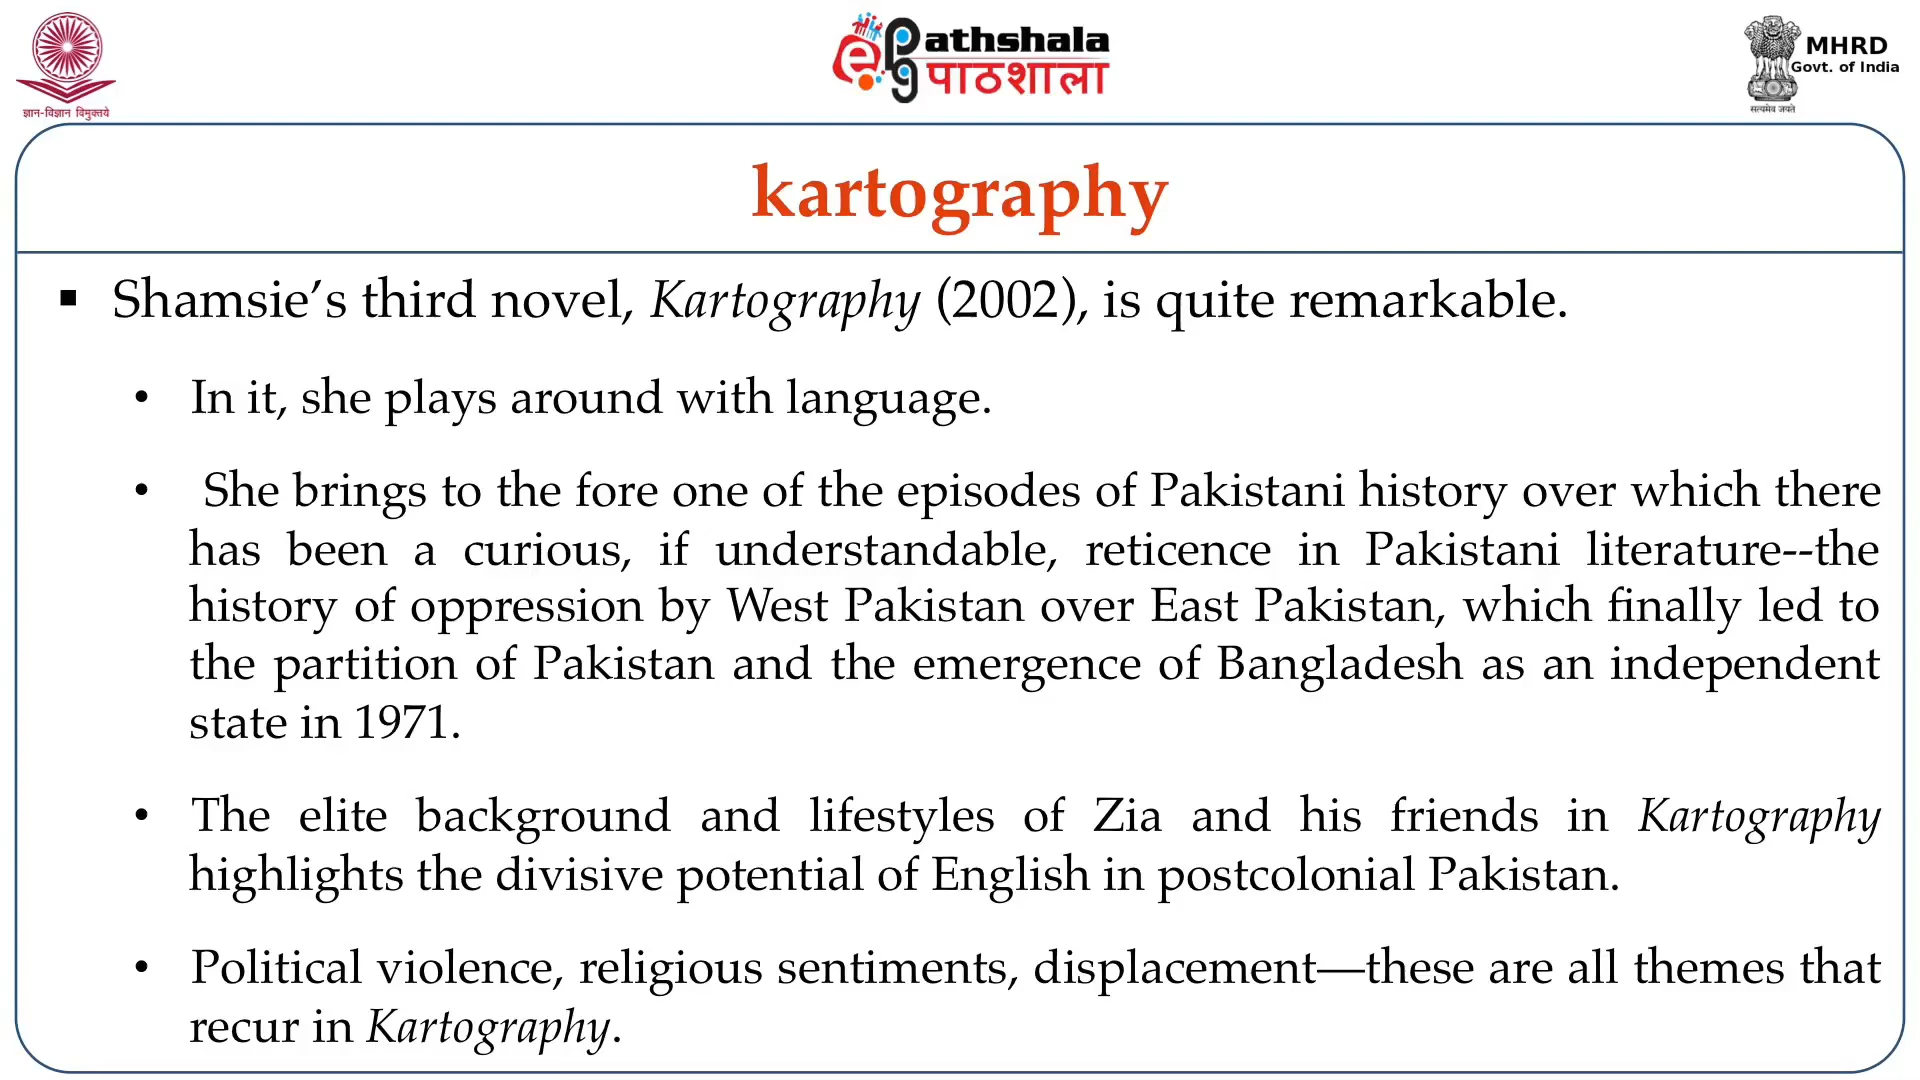 ज्ञान-विज्ञान विमुक्तये
e pg Pathshala
पाठशाला
MHRD
Govt. of India
सत्यमेव जयते
kartography
▪ Shamsie’s third novel, Kartography (2002), is quite remarkable.
• In it, she plays around with language.
• She brings to the fore one of the episodes of Pakistani history over which there
has been a curious, if understandable, reticence in Pakistani literature--the
history of oppression by West Pakistan over East Pakistan, which finally led to
the partition of Pakistan and the emergence of Bangladesh as an independent
state in 1971.
• The elite background and lifestyles of Zia and his friends in Kartography
highlights the divisive potential of English in postcolonial Pakistan.
• Political violence, religious sentiments, displacement—these are all themes that
recur in Kartography.